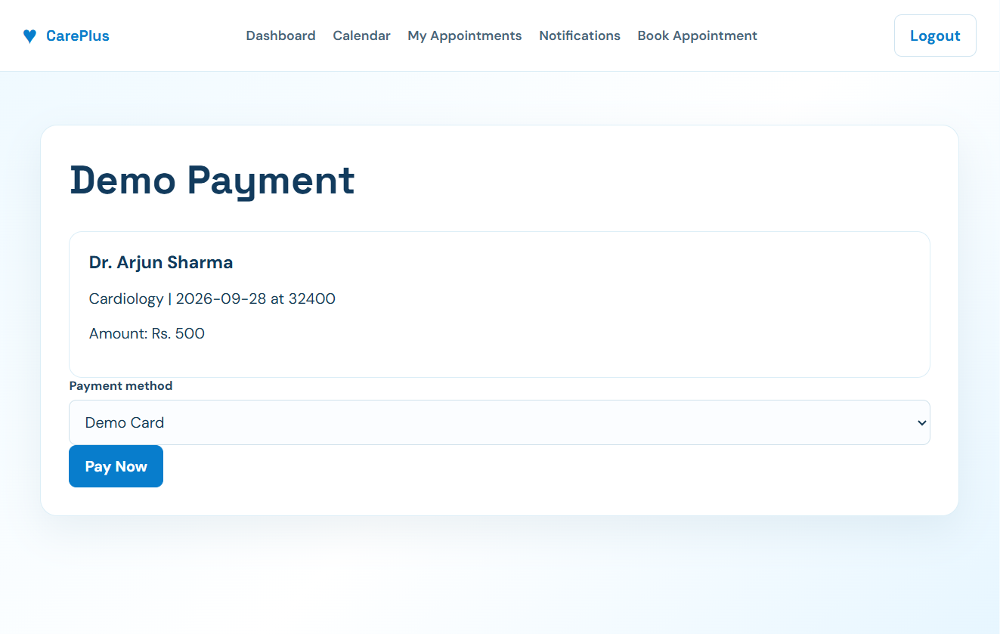 ♥ CarePlus Dashboard Calendar My Appointments Notifications Book Appointment Logout
Demo Payment
Dr. Arjun Sharma
Cardiology | 2026-09-28 at 32400
Amount: Rs. 500
Payment method
Demo Card
Pay Now